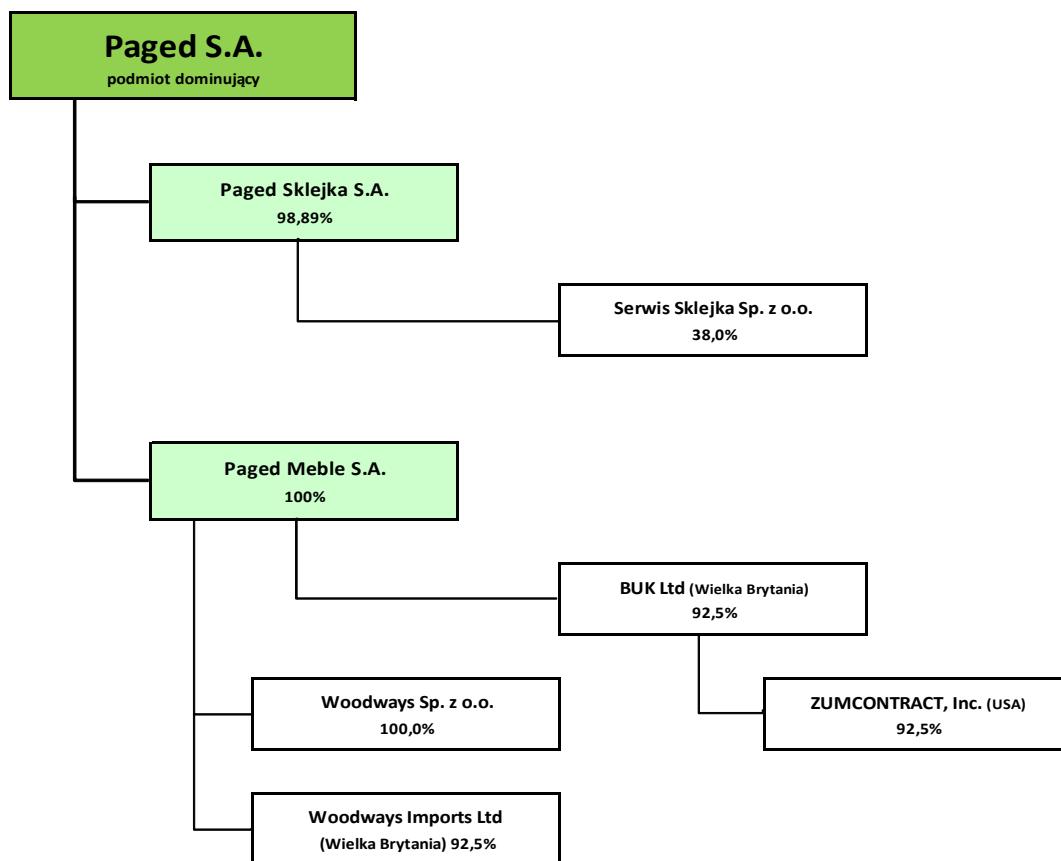 Paged S.A.
podmiot dominujący
Paged Sklejka S.A.
98,89%
Serwis Sklejka Sp. z o.o.
38,0%
Paged Meble S.A.
100%
BUK Ltd (Wielka Brytania)
92,5%
Woodways Sp. z o.o.
100,0%
ZUMCONTRACT, Inc. (USA)
92,5%
Woodways Imports Ltd
(Wielka Brytania) 92,5%